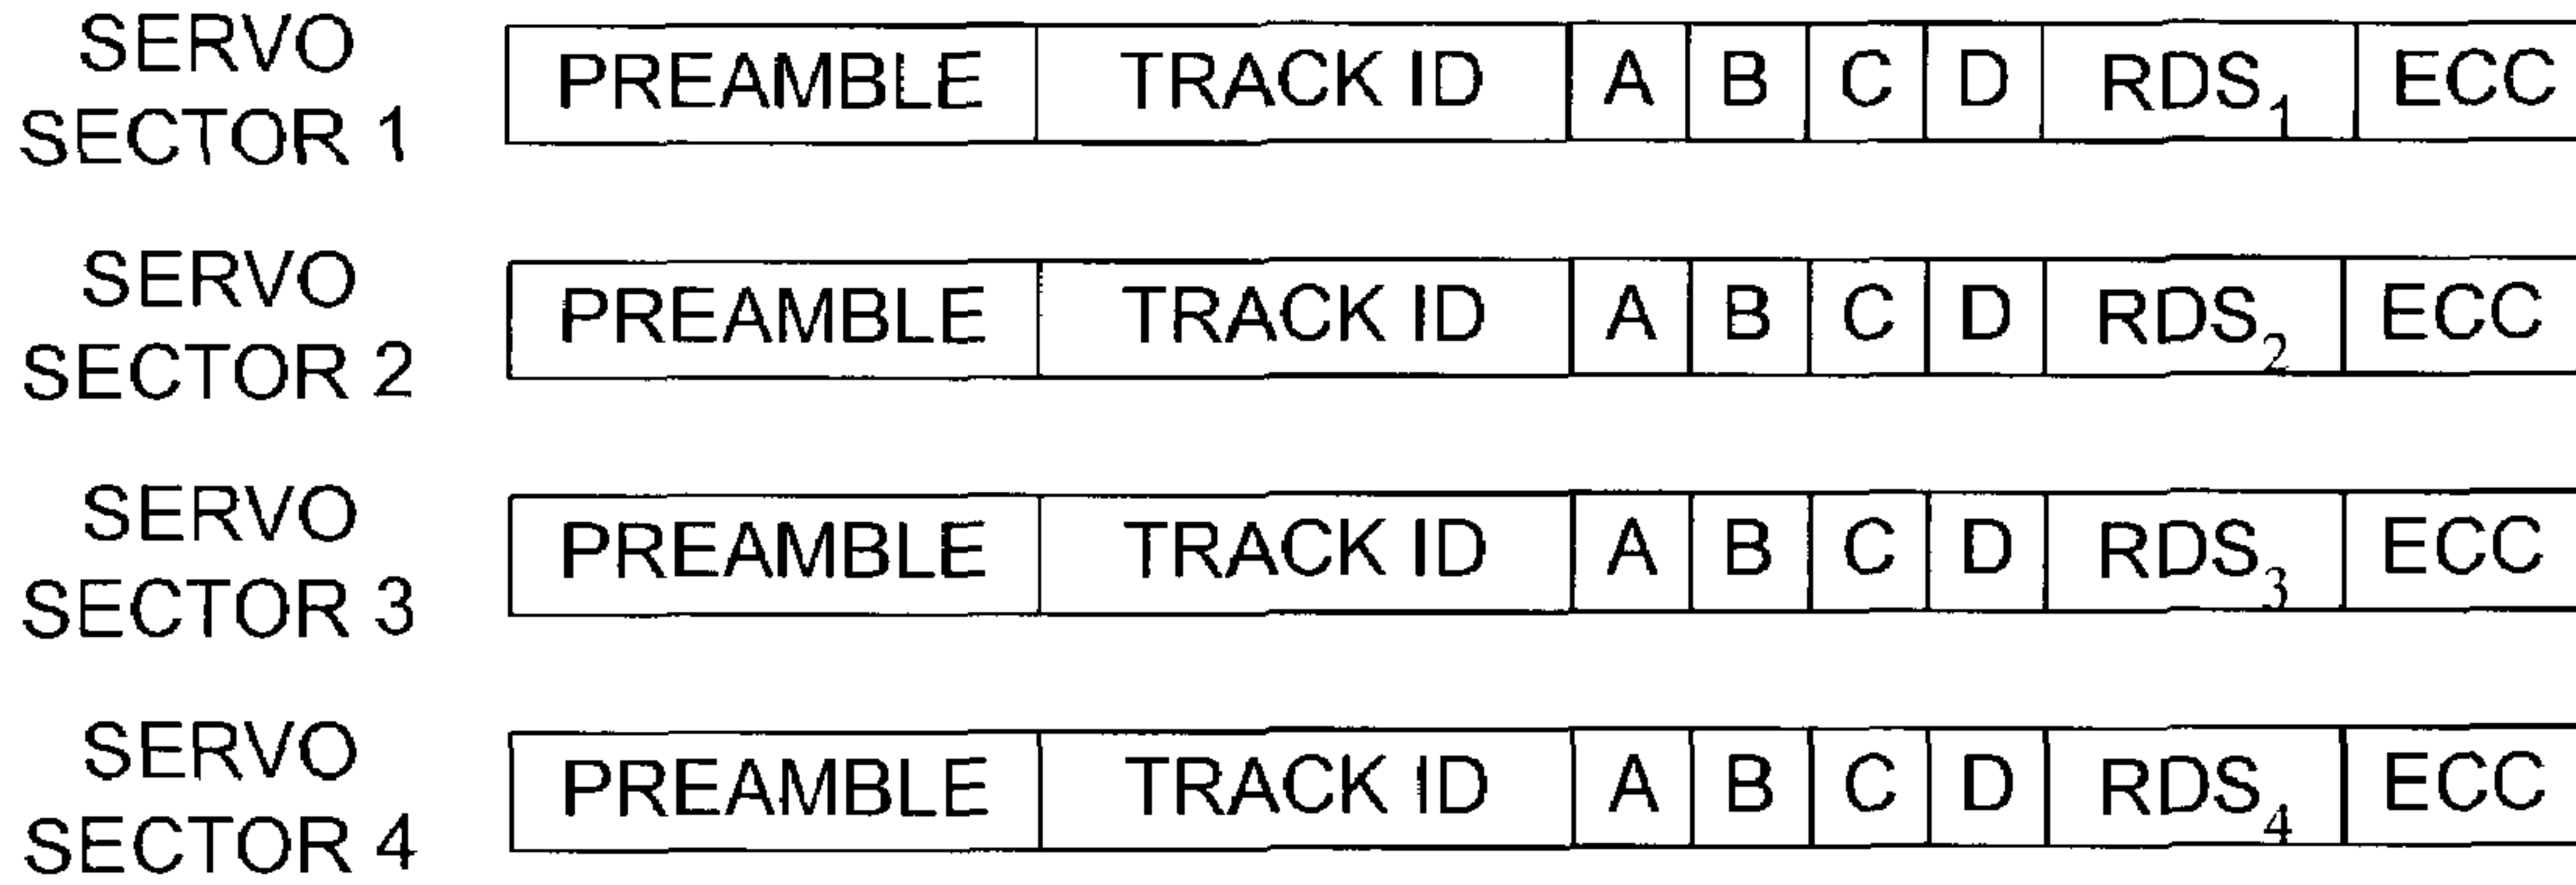 SERVO SECTOR 1 PREAMBLE TRACK ID A B C D RDS₁ ECC
SERVO SECTOR 2 PREAMBLE TRACK ID A B C D RDS₂ ECC
SERVO SECTOR 3 PREAMBLE TRACK ID A B C D RDS₃ ECC
SERVO SECTOR 4 PREAMBLE TRACK ID A B C D RDS₄ ECC